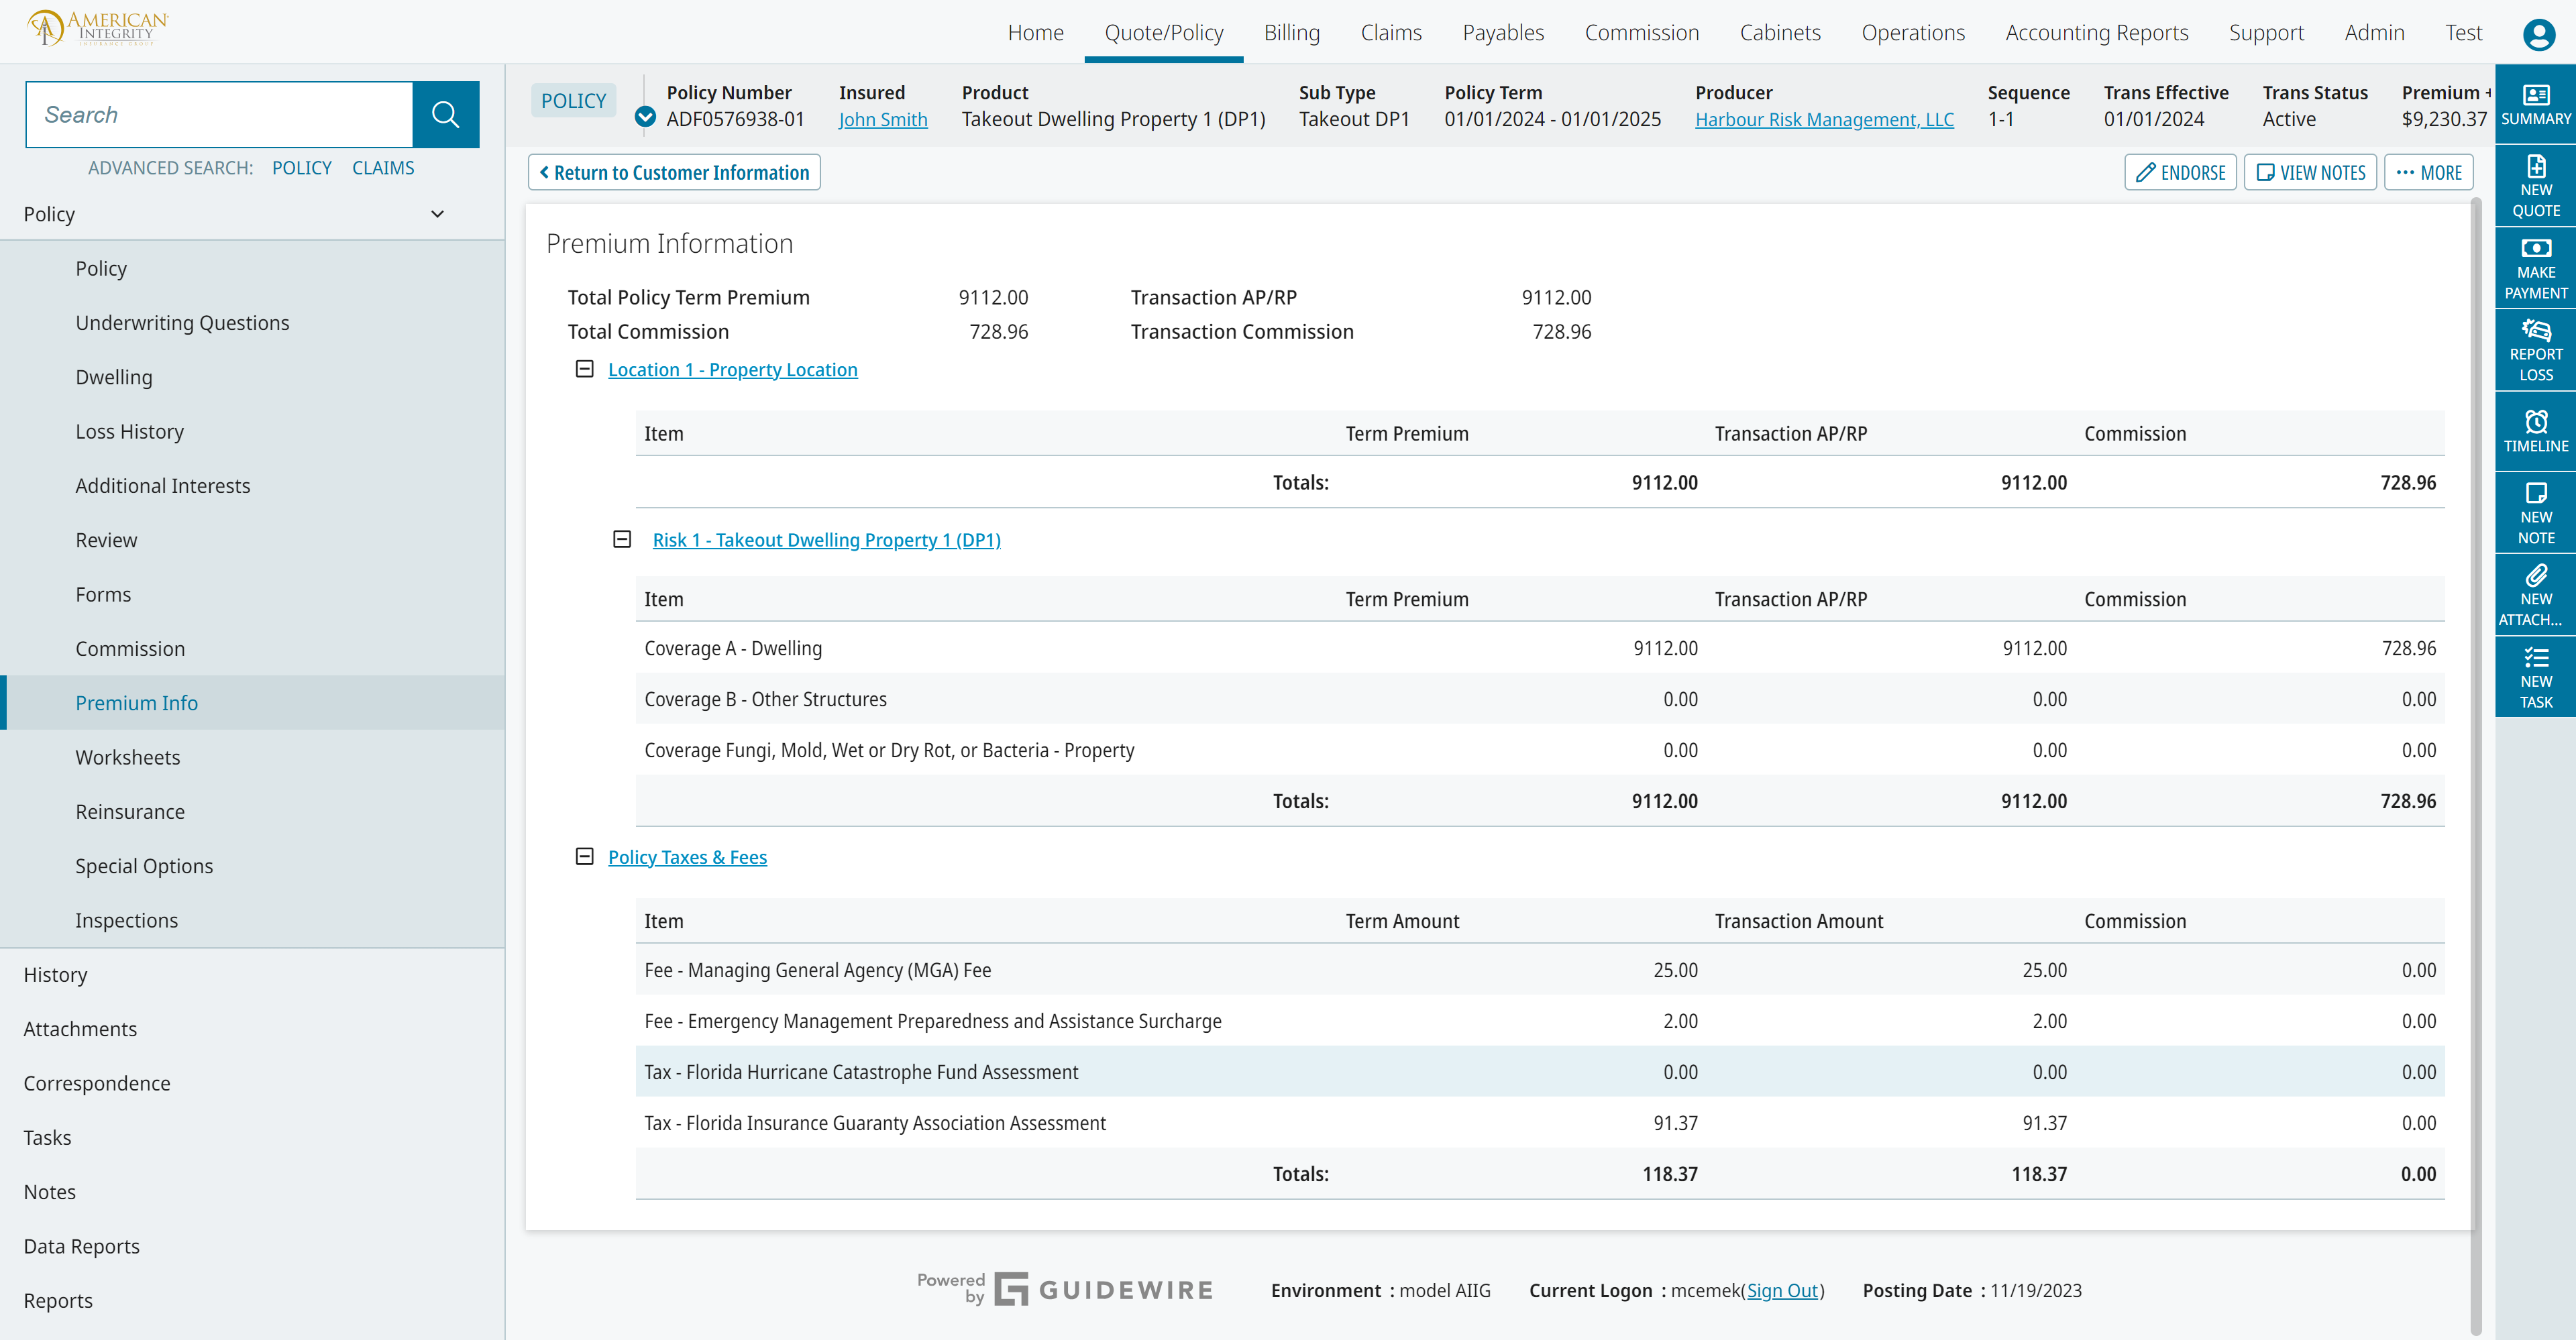 AMERICAN
INTEGRITY
INSURANCE GROUP
Home Quote/Policy Billing Claims Payables Commission Cabinets Operations Accounting Reports Support Admin Test
Search
ADVANCED SEARCH: POLICY CLAIMS
Policy
Policy
Underwriting Questions
Dwelling
Loss History
Additional Interests
Review
Forms
Commission
Premium Info
Worksheets
Reinsurance
Special Options
Inspections
History
Attachments
Correspondence
Tasks
Notes
Data Reports
Reports
POLICY
Policy Number Insured Product Sub Type Policy Term Producer Sequence Trans Effective Trans Status Premium +
ADF0576938-01 John Smith Takeout Dwelling Property 1 (DP1) Takeout DP1 01/01/2024 - 01/01/2025 Harbour Risk Management, LLC 1-1 01/01/2024 Active $9,230.37
Return to Customer Information ENDORSE VIEW NOTES MORE
Premium Information
Total Policy Term Premium 9112.00 Transaction AP/RP 9112.00
Total Commission 728.96 Transaction Commission 728.96
Location 1 - Property Location
Item Term Premium Transaction AP/RP Commission
Totals: 9112.00 9112.00 728.96
Risk 1 - Takeout Dwelling Property 1 (DP1)
Item Term Premium Transaction AP/RP Commission
Coverage A - Dwelling 9112.00 9112.00 728.96
Coverage B - Other Structures 0.00 0.00 0.00
Coverage Fungi, Mold, Wet or Dry Rot, or Bacteria - Property 0.00 0.00 0.00
Totals: 9112.00 9112.00 728.96
Policy Taxes & Fees
Item Term Amount Transaction Amount Commission
Fee - Managing General Agency (MGA) Fee 25.00 25.00 0.00
Fee - Emergency Management Preparedness and Assistance Surcharge 2.00 2.00 0.00
Tax - Florida Hurricane Catastrophe Fund Assessment 0.00 0.00 0.00
Tax - Florida Insurance Guaranty Association Assessment 91.37 91.37 0.00
Totals: 118.37 118.37 0.00
Powered by GUIDEWIRE Environment : model AIIG Current Logon : mcemek(Sign Out) Posting Date : 11/19/2023
SUMMARY
NEW
QUOTE
MAKE
PAYMENT
REPORT
LOSS
TIMELINE
NEW
NOTE
NEW
ATTACH...
NEW
TASK